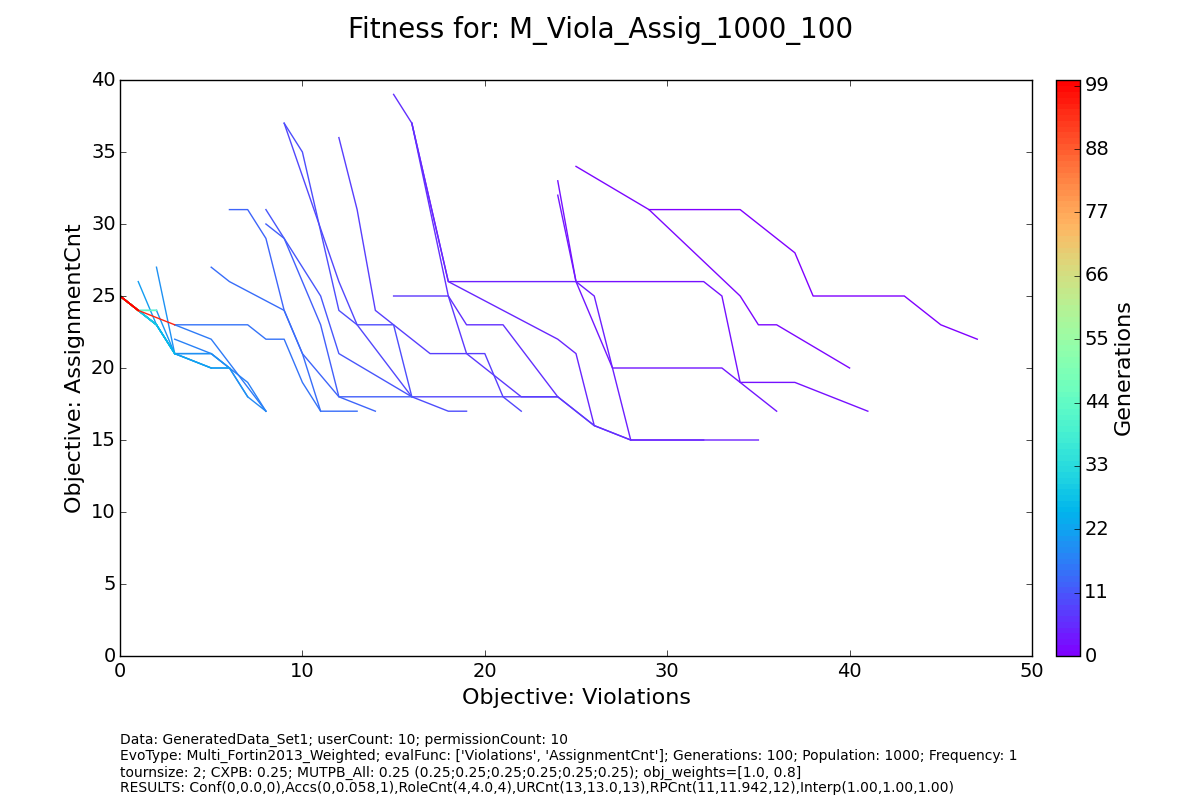 Fitness for: M_Viola_Assig_1000_100
40
35
30
25
20
15
10
5
0
Objective: AssignmentCnt
0 10 20 30 40 50
Objective: Violations
99
88
77
66
55
44
33
22
11
0
Generations
Data: GeneratedData_Set1; userCount: 10; permissionCount: 10
EvoType: Multi_Fortin2013_Weighted; evalFunc: ['Violations', 'AssignmentCnt']; Generations: 100; Population: 1000; Frequency: 1
tournsize: 2; CXPB: 0.25; MUTPB_All: 0.25 (0.25;0.25;0.25;0.25;0.25;0.25); obj_weights=[1.0, 0.8]
RESULTS: Conf(0,0.0,0),Accs(0,0.058,1),RoleCnt(4,4.0,4),URCnt(13,13.0,13),RPCnt(11,11.942,12),Interp(1.00,1.00,1.00)